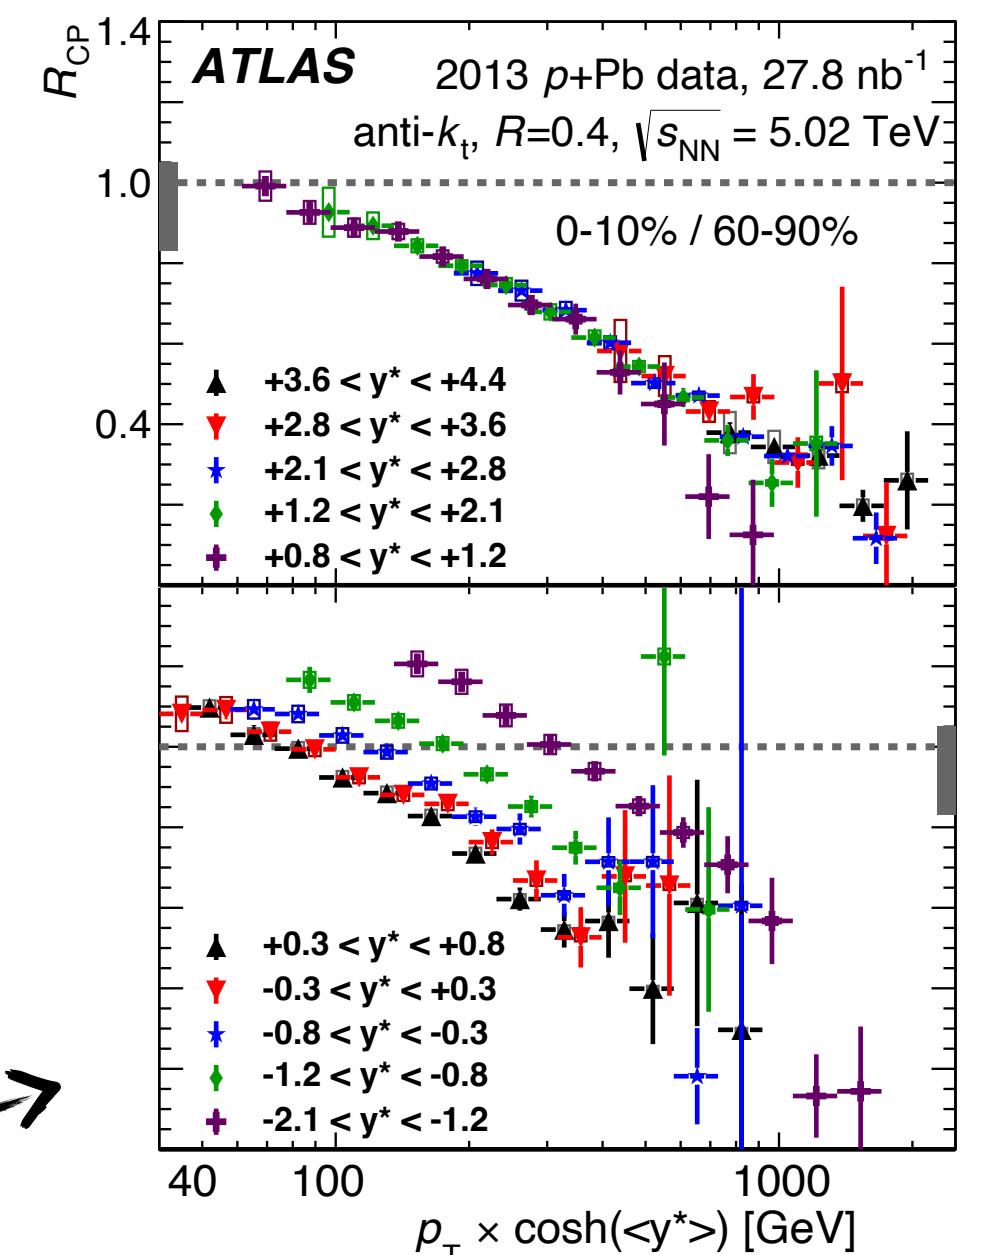 R_CP
1.4
ATLAS
2013 p+Pb data, 27.8 nb⁻¹
anti-k_t, R=0.4, √s_NN = 5.02 TeV
1.0
0-10% / 60-90%
+3.6 < y* < +4.4
0.4
+2.8 < y* < +3.6
+2.1 < y* < +2.8
+1.2 < y* < +2.1
+0.8 < y* < +1.2
+0.3 < y* < +0.8
-0.3 < y* < +0.3
-0.8 < y* < -0.3
-1.2 < y* < -0.8
-2.1 < y* < -1.2
40 100 1000
p_T × cosh(<y*>) [GeV]